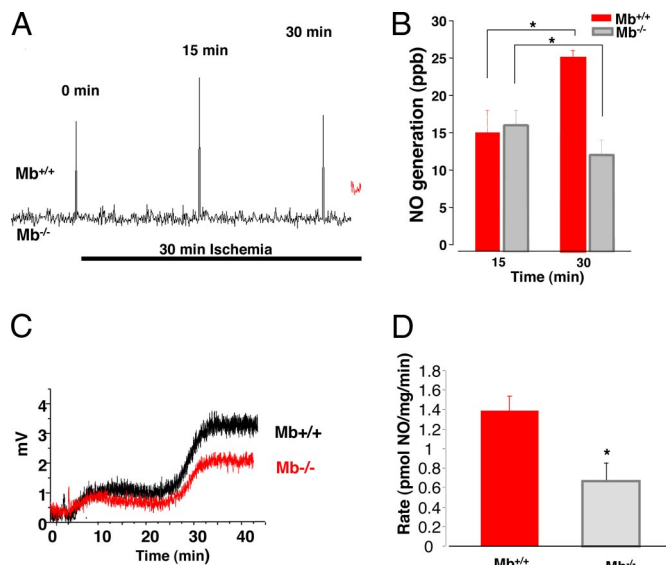 A
0 min
15 min
30 min
Mb+/+
Mb-/-
30 min Ischemia
B
Mb+/+
Mb-/-
*
*
NO generation (ppb)
35
30
25
20
15
10
5
0
15
30
Time (min)
C
mV
4
3
2
1
0
Mb+/+
Mb-/-
0
10
20
30
40
Time (min)
D
Rate (pmol NO/mg/min)
1.8
1.6
1.4
1.2
0.8
0.6
0.4
0.2
0
*
Mb+/+